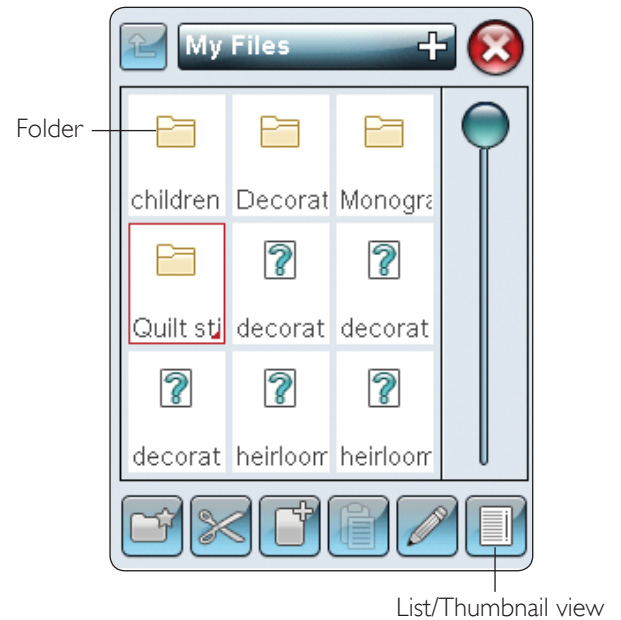 My Files
Folder
children Decorat Monogra
Quilt sti decorat decorat
decorat heirloom heirloom
List/Thumbnail view